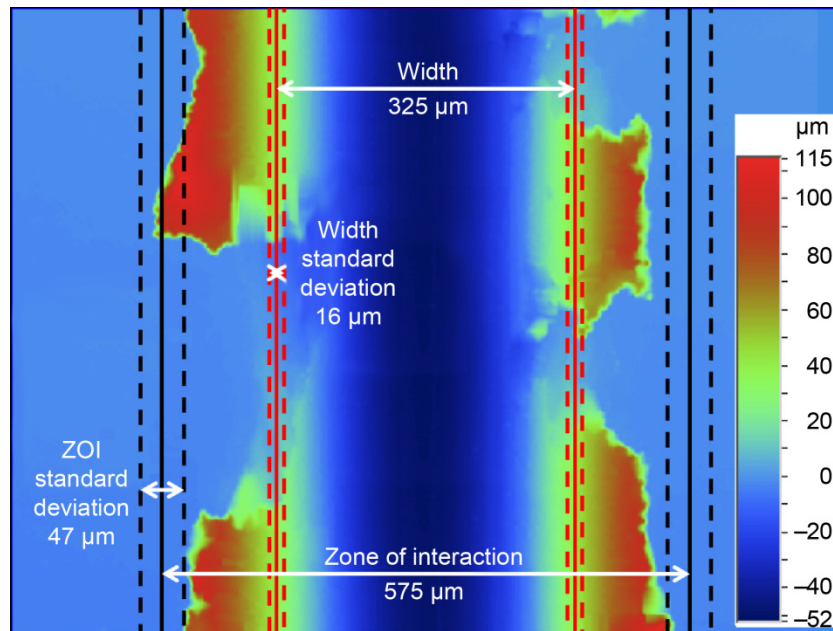 Width
325 µm
Width
standard
deviation
16 µm
ZOI
standard
deviation
47 µm
Zone of interaction
575 µm
µm
115
100
80
60
40
20
0
–20
–40
–52